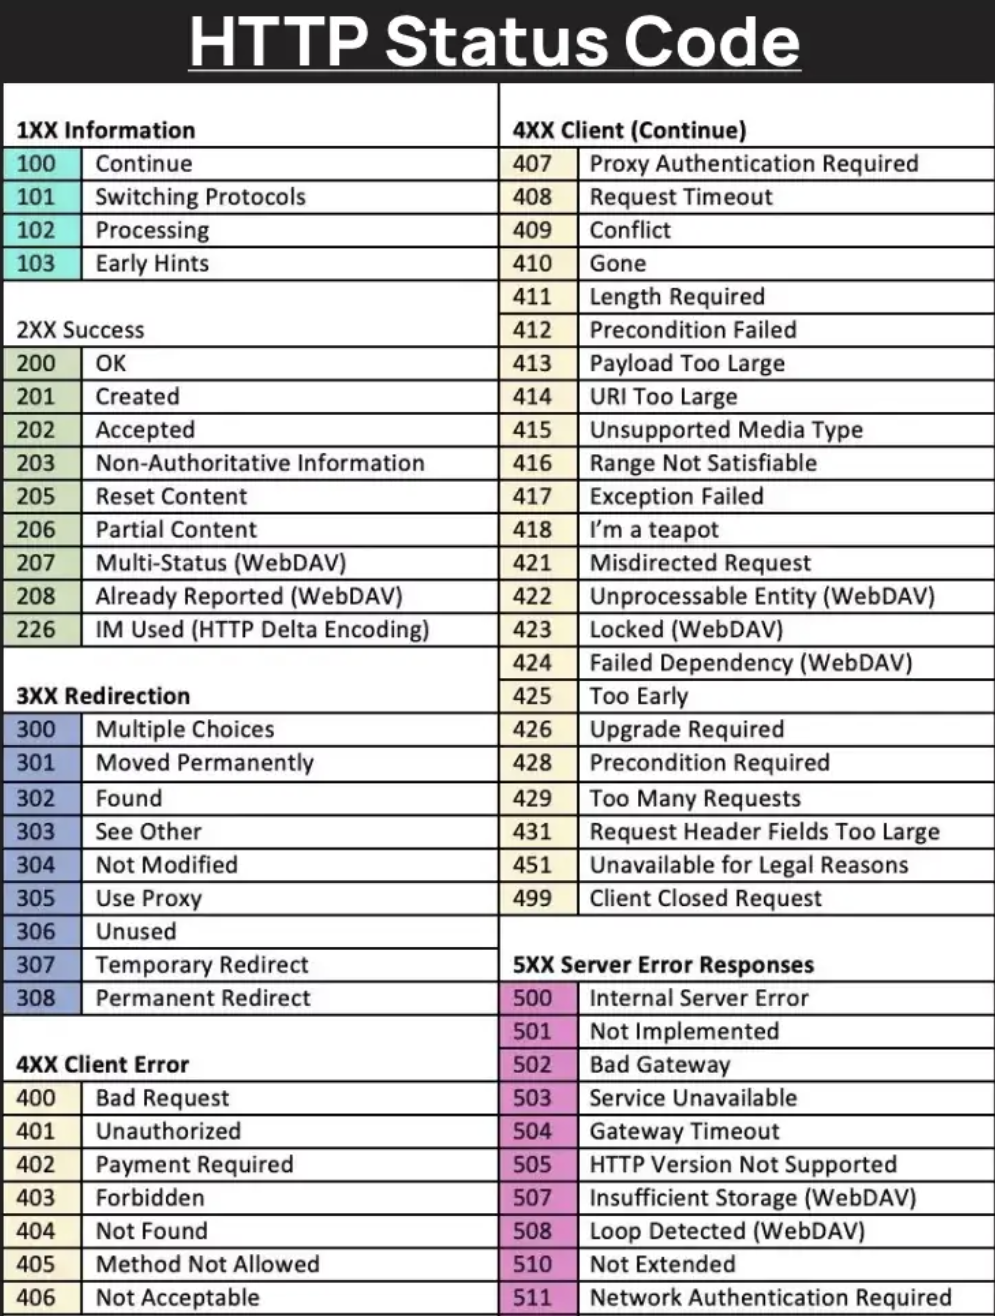 HTTP Status Code
1XX Information
100 Continue
101 Switching Protocols
102 Processing
103 Early Hints
2XX Success
200 OK
201 Created
202 Accepted
203 Non-Authoritative Information
205 Reset Content
206 Partial Content
207 Multi-Status (WebDAV)
208 Already Reported (WebDAV)
226 IM Used (HTTP Delta Encoding)
3XX Redirection
300 Multiple Choices
301 Moved Permanently
302 Found
303 See Other
304 Not Modified
305 Use Proxy
306 Unused
307 Temporary Redirect
308 Permanent Redirect
4XX Client Error
400 Bad Request
401 Unauthorized
402 Payment Required
403 Forbidden
404 Not Found
405 Method Not Allowed
406 Not Acceptable
4XX Client (Continue)
407 Proxy Authentication Required
408 Request Timeout
409 Conflict
410 Gone
411 Length Required
412 Precondition Failed
413 Payload Too Large
414 URI Too Large
415 Unsupported Media Type
416 Range Not Satisfiable
417 Exception Failed
418 I’m a teapot
421 Misdirected Request
422 Unprocessable Entity (WebDAV)
423 Locked (WebDAV)
424 Failed Dependency (WebDAV)
425 Too Early
426 Upgrade Required
428 Precondition Required
429 Too Many Requests
431 Request Header Fields Too Large
451 Unavailable for Legal Reasons
499 Client Closed Request
5XX Server Error Responses
500 Internal Server Error
501 Not Implemented
502 Bad Gateway
503 Service Unavailable
504 Gateway Timeout
505 HTTP Version Not Supported
507 Insufficient Storage (WebDAV)
508 Loop Detected (WebDAV)
510 Not Extended
511 Network Authentication Required